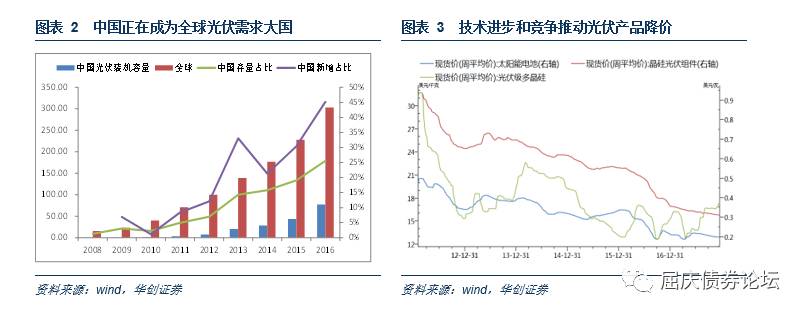 图表 2 中国正在成为全球光伏需求大国
中国光伏装机容量 全球 中国存量占比 中国新增占比
350.00
300.00
250.00
200.00
150.00
100.00
50.00
0.00
50%
45%
40%
35%
30%
25%
20%
15%
10%
5%
0%
2008 2009 2010 2011 2012 2013 2014 2015 2016
资料来源：wind，华创证券
图表 3 技术进步和竞争推动光伏产品降价
现货价(周平均价):太阳能电池(右轴) 现货价(周平均价):晶硅光伏组件(右轴)
现货价(周平均价):光伏级多晶硅
美元/千克
美元/瓦
30
27
24
21
18
15
12
0.9
0.8
0.7
0.6
0.5
0.4
0.3
0.2
12-12-31 13-12-31 14-12-31 15-12-31 16-12-31
资料来源：wind，华创证券
屈庆债券论坛